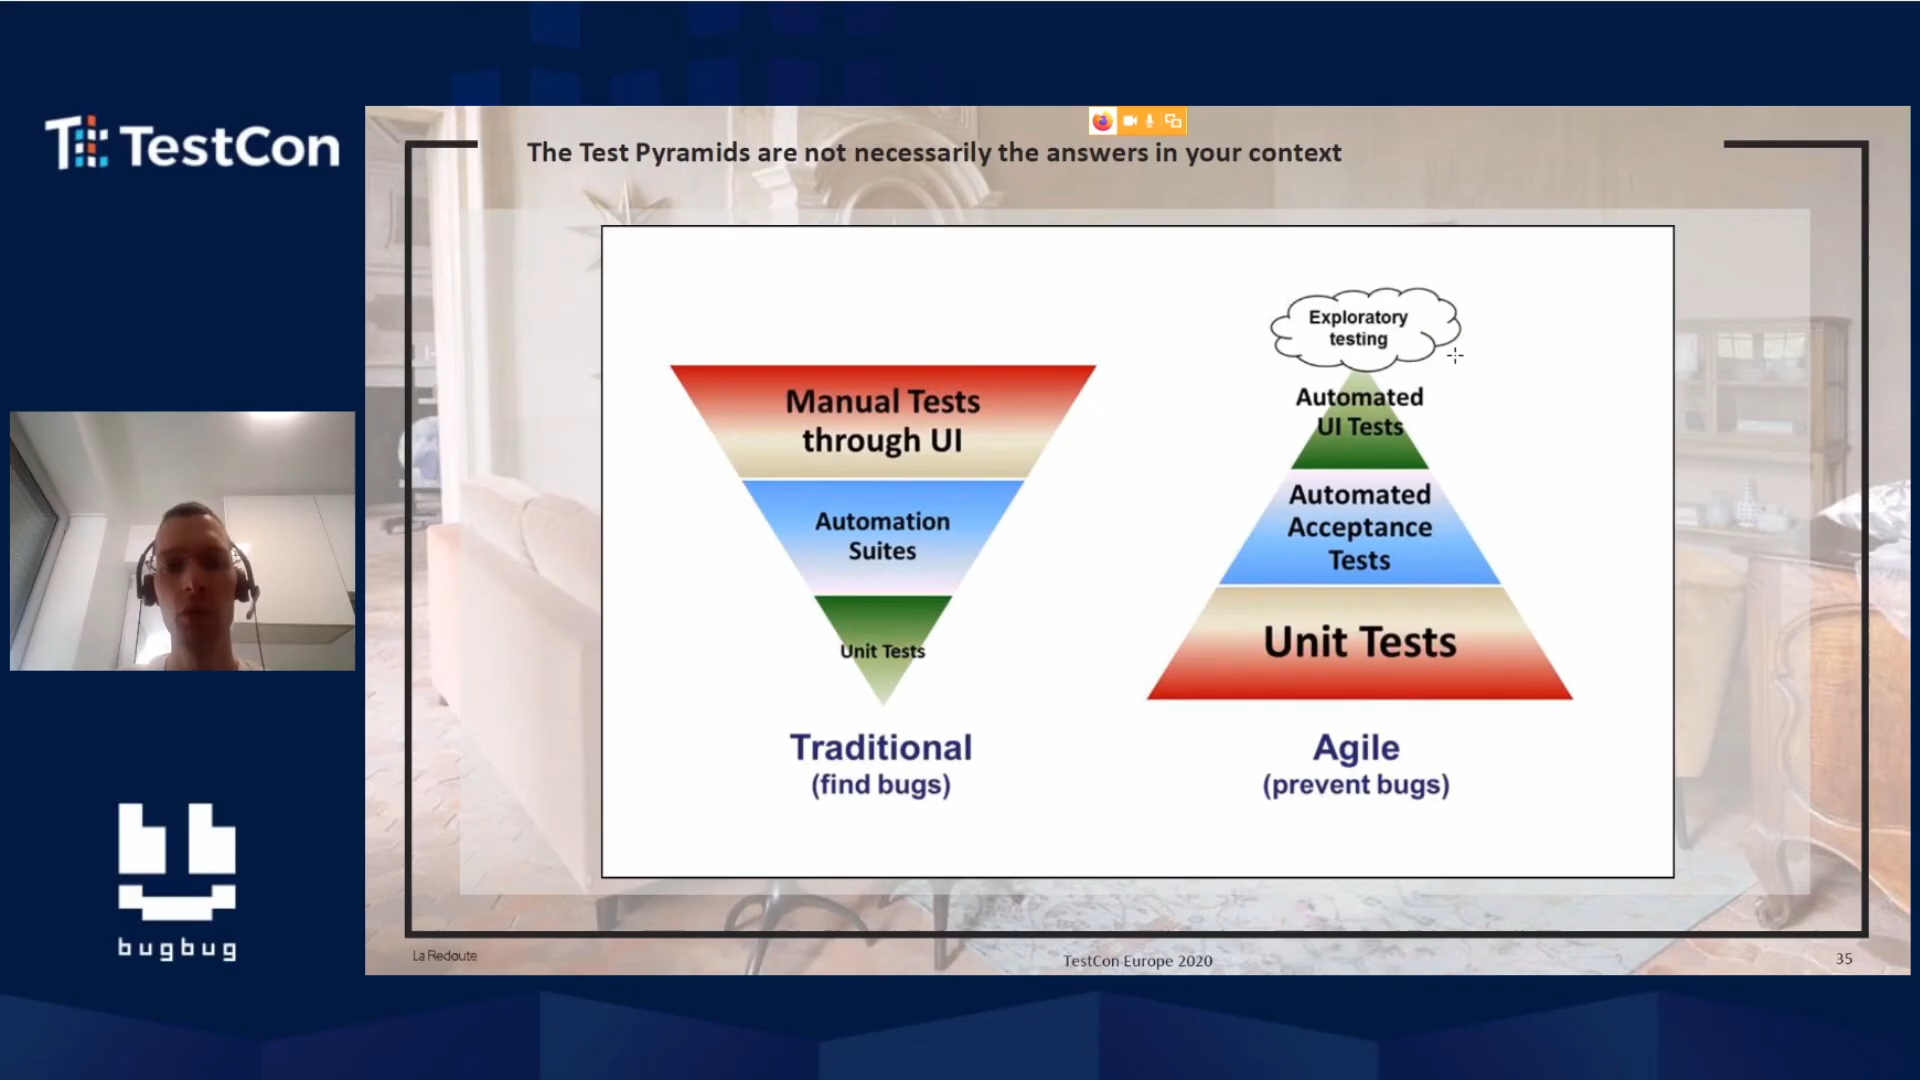 TestCon
The Test Pyramids are not necessarily the answers in your context
Manual Tests
through UI
Automation
Suites
Unit Tests
Traditional
(find bugs)
Exploratory
testing
Automated
UI Tests
Automated
Acceptance
Tests
Unit Tests
Agile
(prevent bugs)
bugbug
La Redoute
TestCon Europe 2020
35